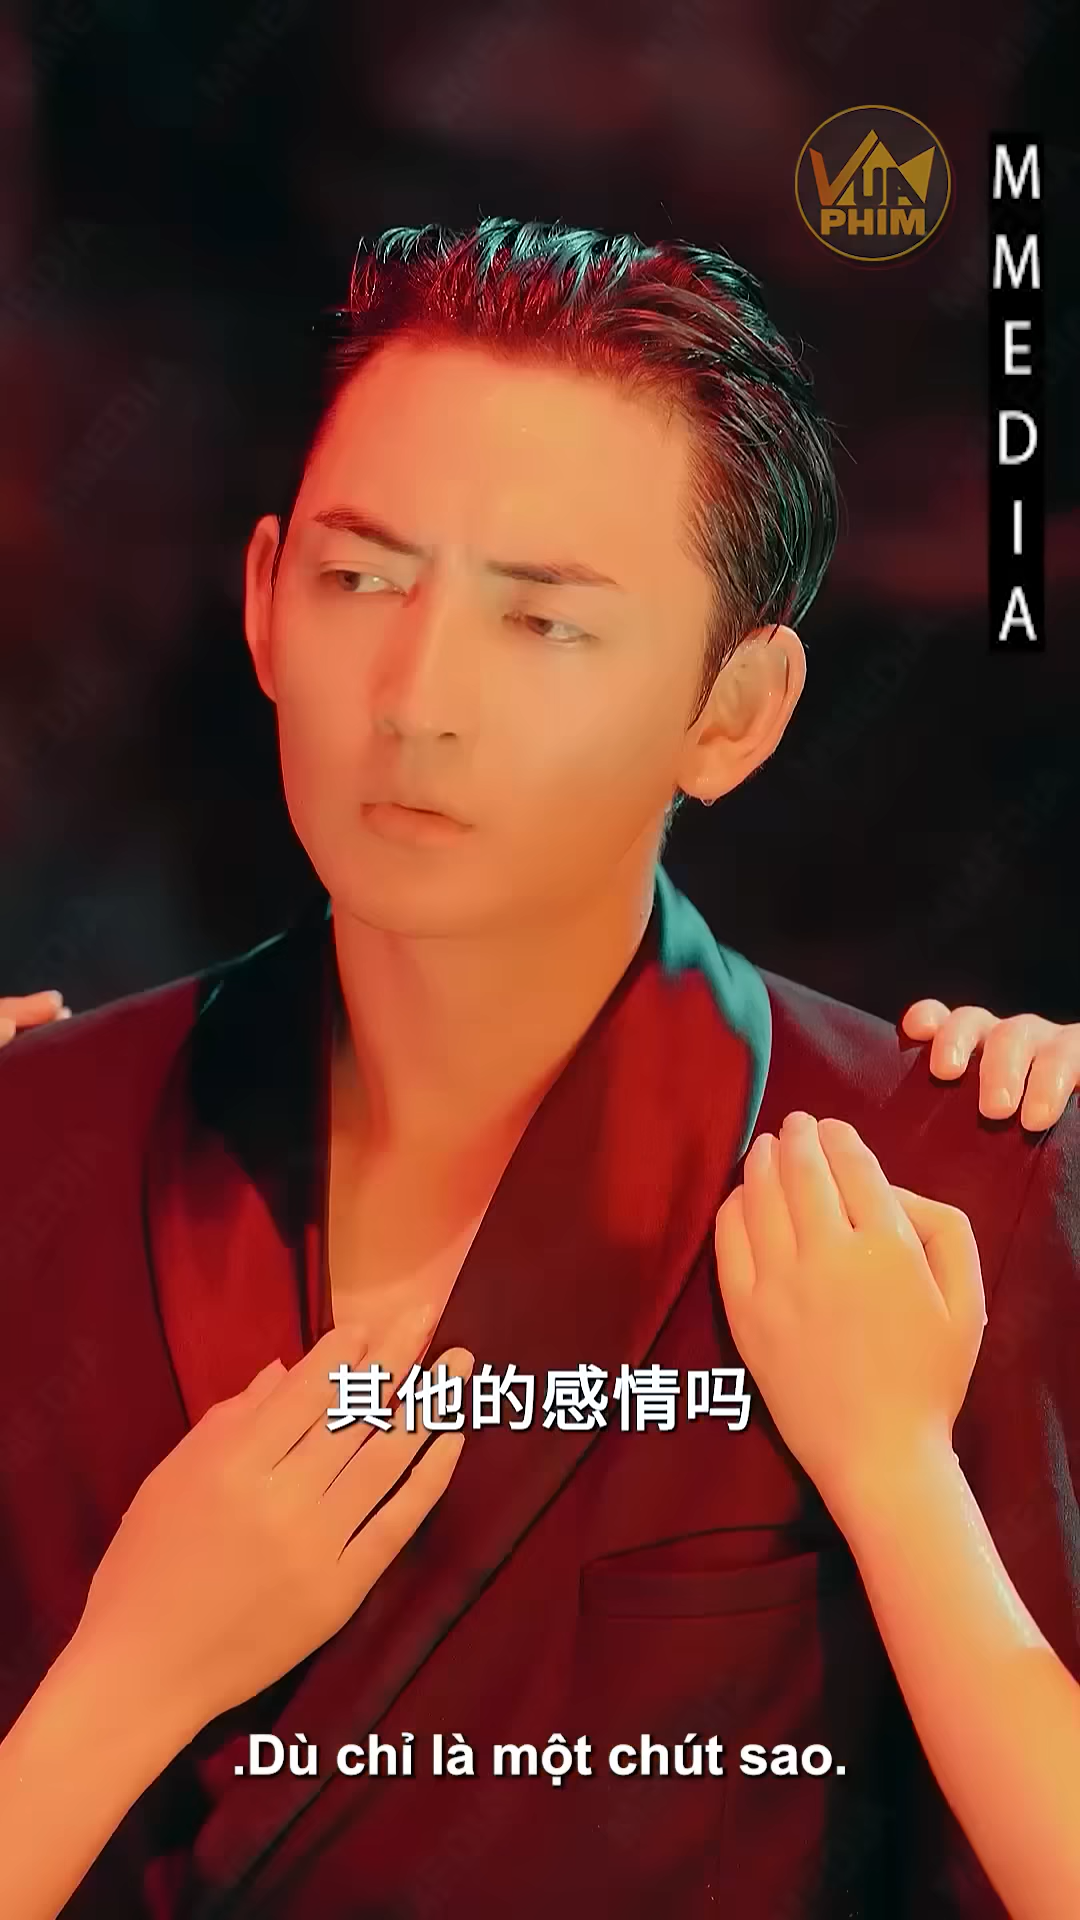 VUA
PHIM
MMEDIA
其他的感情吗
.Dù chỉ là một chút sao.